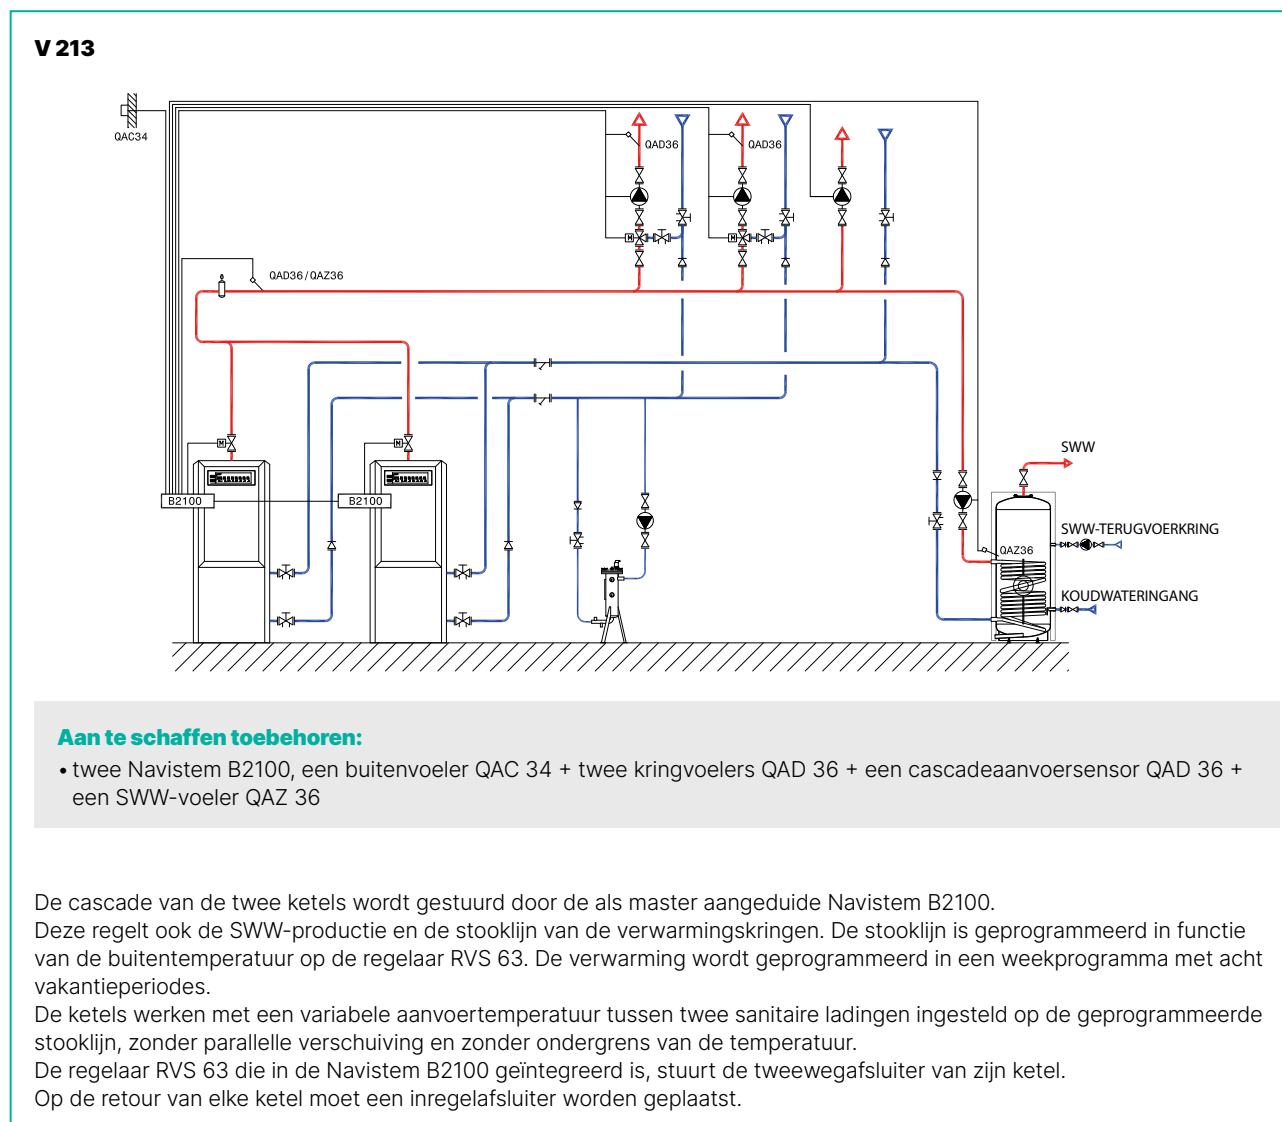 V 213
QAC34
QAD36
QAD36
QAD36 / QAZ36
M
M
M
M
B2100
B2100
SWW
SWW-TERUGVOERKRING
QAZ36
KOUDWATERINGANG
Aan te schaffen toebehoren:
• twee Navistem B2100, een buitenvoeler QAC 34 + twee kringvoelers QAD 36 + een cascadeaanvoersensor QAD 36 +
een SWW-voeler QAZ 36
De cascade van de twee ketels wordt gestuurd door de als master aangeduide Navistem B2100.
Deze regelt ook de SWW-productie en de stooklijn van de verwarmingskringen. De stooklijn is geprogrammeerd in functie
van de buitentemperatuur op de regelaar RVS 63. De verwarming wordt geprogrammeerd in een weekprogramma met acht
vakantieperiodes.
De ketels werken met een variabele aanvoertemperatuur tussen twee sanitaire ladingen ingesteld op de geprogrammeerde
stooklijn, zonder parallelle verschuiving en zonder ondergrens van de temperatuur.
De regelaar RVS 63 die in de Navistem B2100 geïntegreerd is, stuurt de tweewegafsluiter van zijn ketel.
Op de retour van elke ketel moet een inregelafsluiter worden geplaatst.